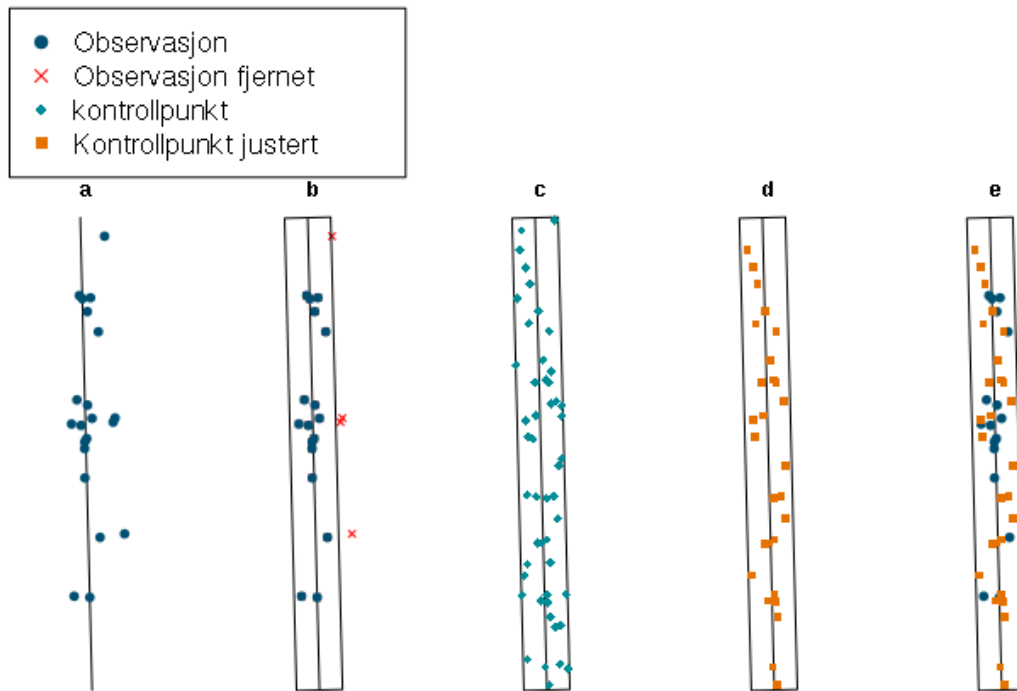 Observasjon
Observasjon fjernet
kontrollpunkt
Kontrollpunkt justert
a b c d e